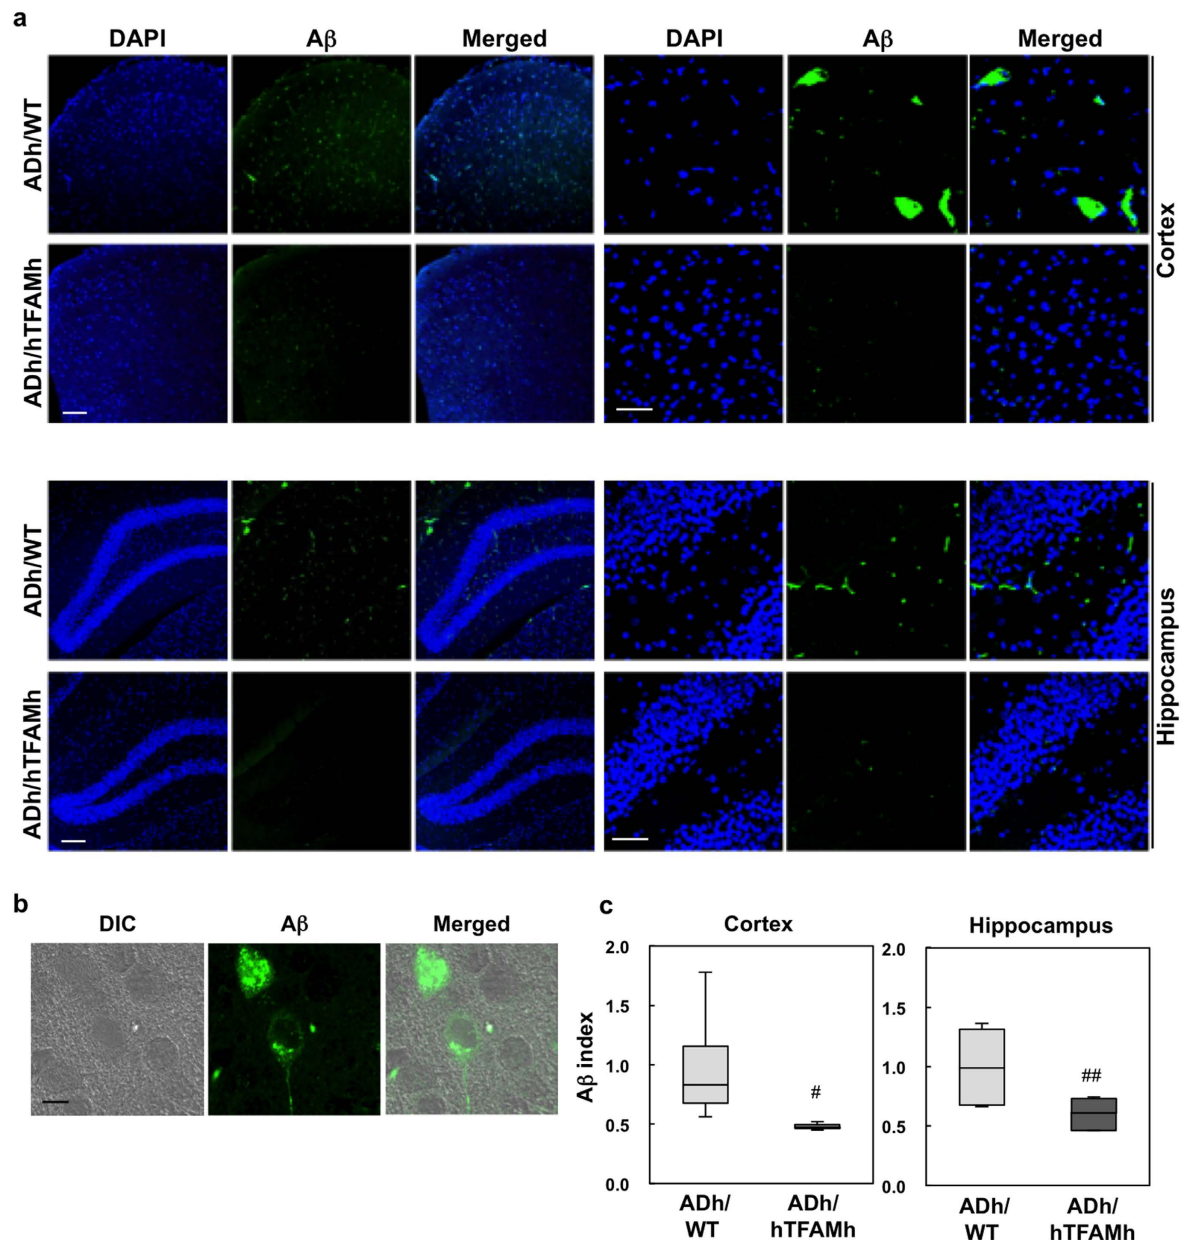 a
DAPI Aβ Merged DAPI Aβ Merged
ADh/WT
ADh/hTFAMh
Cortex
ADh/WT
ADh/hTFAMh
Hippocampus
b
DIC Aβ Merged
c
Cortex
Aβ index
2.0
1.5
1.0
0.5
0.0
#
ADh/
WT
ADh/
hTFAMh
Hippocampus
2.0
1.5
1.0
0.5
0.0
##
ADh/
WT
ADh/
hTFAMh